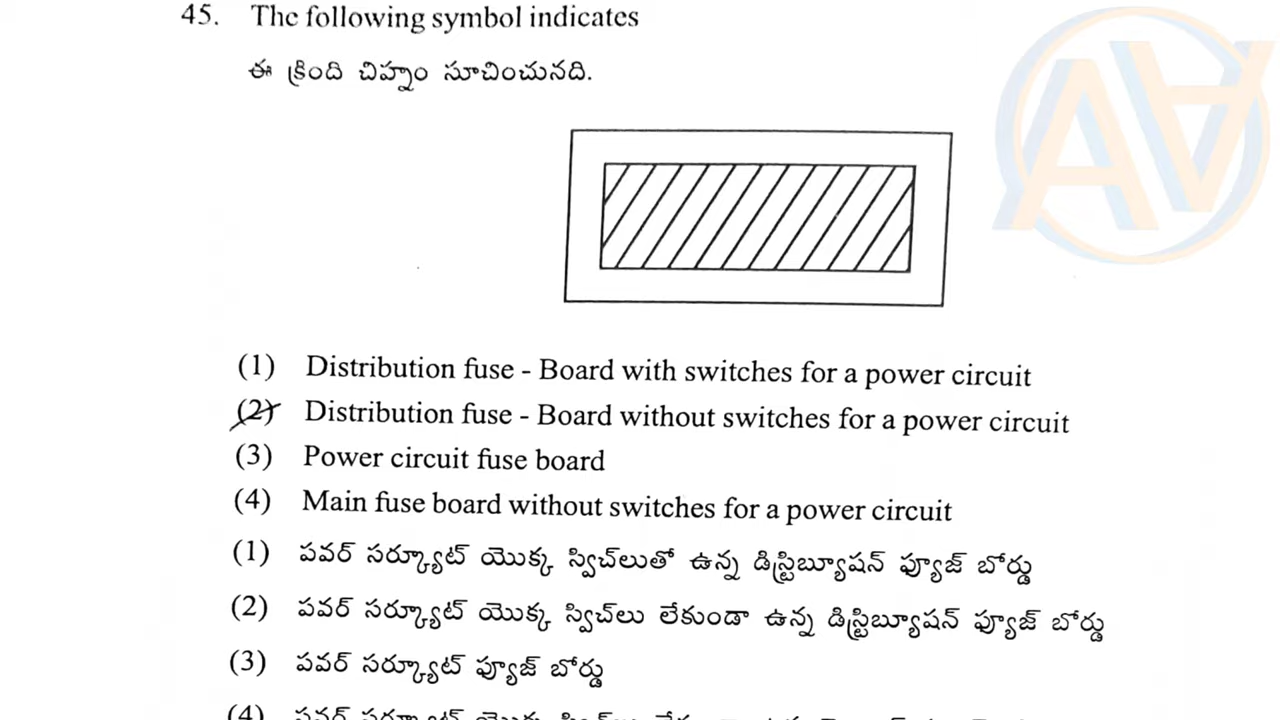 45. The following symbol indicates
ఈ క్రింది చిహ్నం సూచించునది.
(1) Distribution fuse - Board with switches for a power circuit
(2) Distribution fuse - Board without switches for a power circuit
(3) Power circuit fuse board
(4) Main fuse board without switches for a power circuit
(1) పవర్ సర్క్యూట్ యొక్క స్విచ్‌లుతో ఉన్న డిస్ట్రిబ్యూషన్ ఫ్యూజ్ బోర్డు
(2) పవర్ సర్క్యూట్ యొక్క స్విచ్‌లు లేకుండా ఉన్న డిస్ట్రిబ్యూషన్ ఫ్యూజ్ బోర్డు
(3) పవర్ సర్క్యూట్ ఫ్యూజ్ బోర్డు
(4) పవర్ సర్క్యూట్ యొక్క